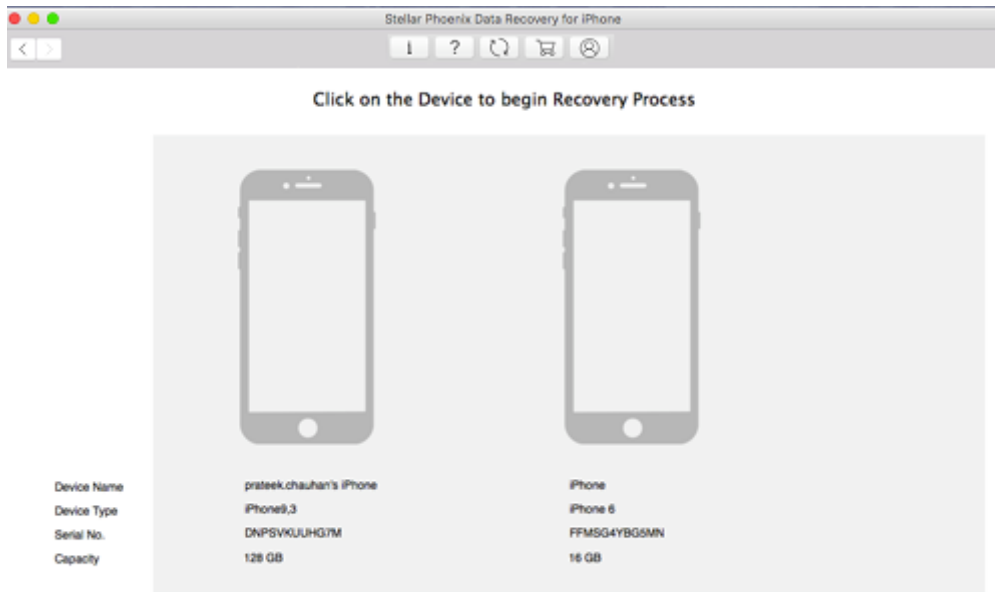 Stellar Phoenix Data Recovery for iPhone
Click on the Device to begin Recovery Process
Device Name prateek.chauhan's iPhone iPhone
Device Type iPhone9,3 iPhone 6
Serial No. DNPSVKUUHG7M FFMSG4YBG5MN
Capacity 128 GB 16 GB